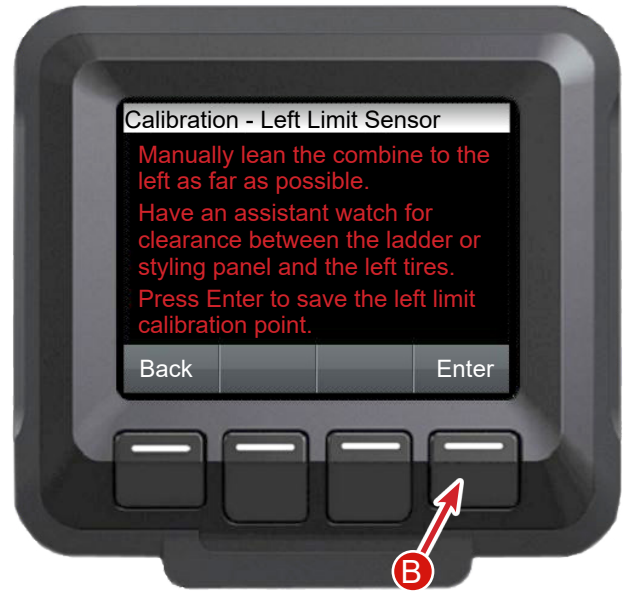 Calibration - Left Limit Sensor
Manually lean the combine to the
left as far as possible.
Have an assistant watch for
clearance between the ladder or
styling panel and the left tires.
Press Enter to save the left limit
calibration point.
Back Enter
B